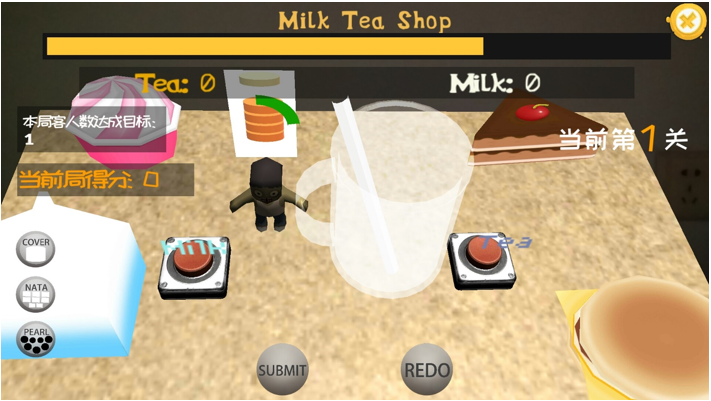 Milk Tea Shop
Tea: 0
Milk: 0
本局客人数达成目标:
1
当前第1关
当前局得分: 0
Milk
Tea
COVER
NATA
PEARL
SUBMIT
REDO